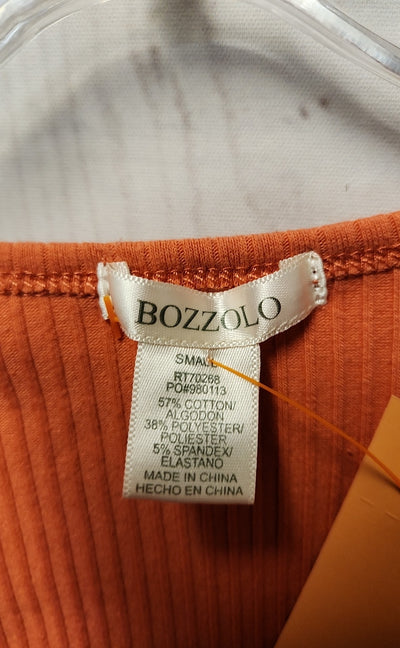 BOZZOLO
SMALL
RT70268
PO#980113
57% COTTON/
ALGODON
38% POLYESTER/
POLIESTER
5% SPANDEX/
ELASTANO
MADE IN CHINA
HECHO EN CHINA